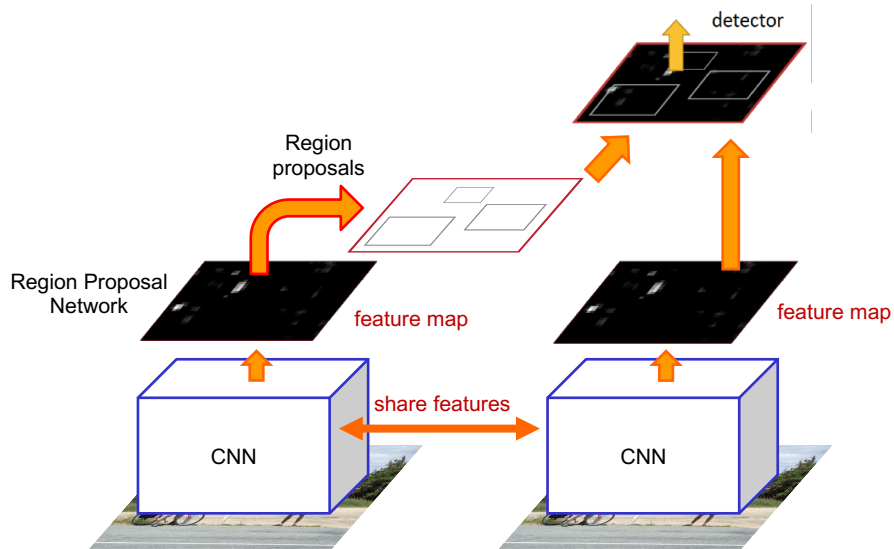 detector
Region
proposals
Region Proposal
Network
feature map
feature map
share features
CNN
CNN